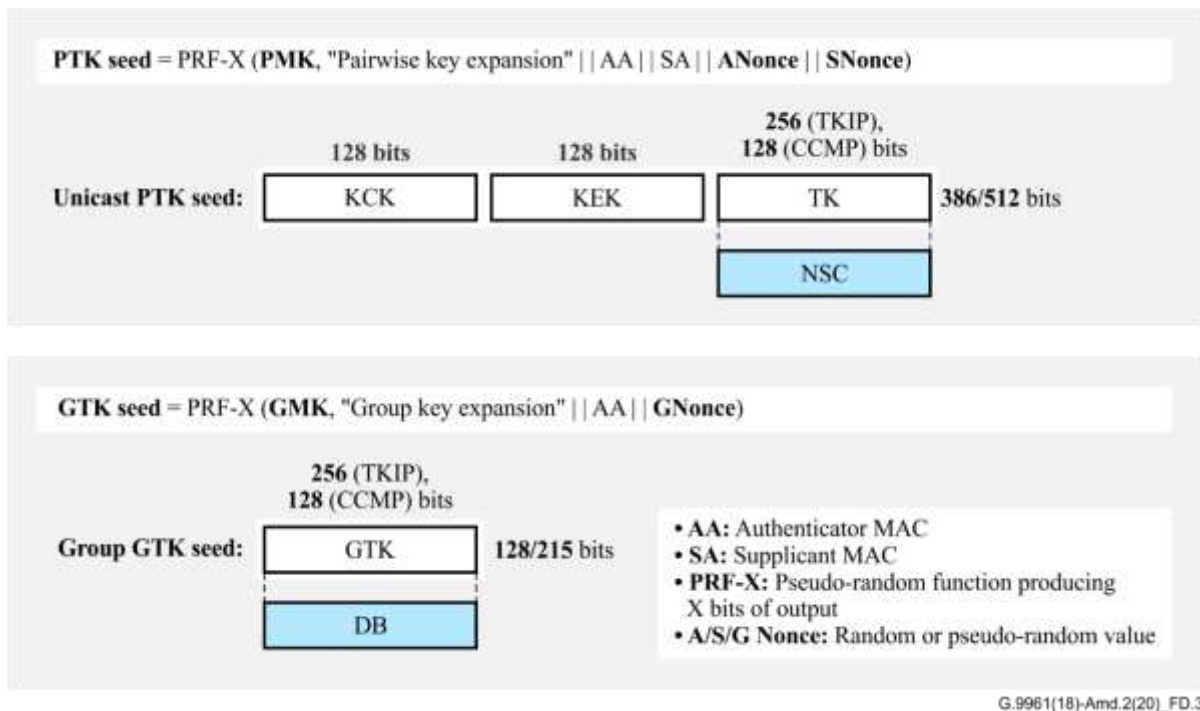 PTK seed = PRF-X (PMK, "Pairwise key expansion" | | AA | | SA | | ANonce | | SNonce)
256 (TKIP),
128 bits 128 bits 128 (CCMP) bits
Unicast PTK seed: KCK KEK TK 386/512 bits
NSC
GTK seed = PRF-X (GMK, "Group key expansion" | | AA | | GNonce)
256 (TKIP),
128 (CCMP) bits
Group GTK seed: GTK 128/215 bits
DB
• AA: Authenticator MAC
• SA: Supplicant MAC
• PRF-X: Pseudo-random function producing
X bits of output
• A/S/G Nonce: Random or pseudo-random value
G.9961(18)-Amd.2(20)_FD.3